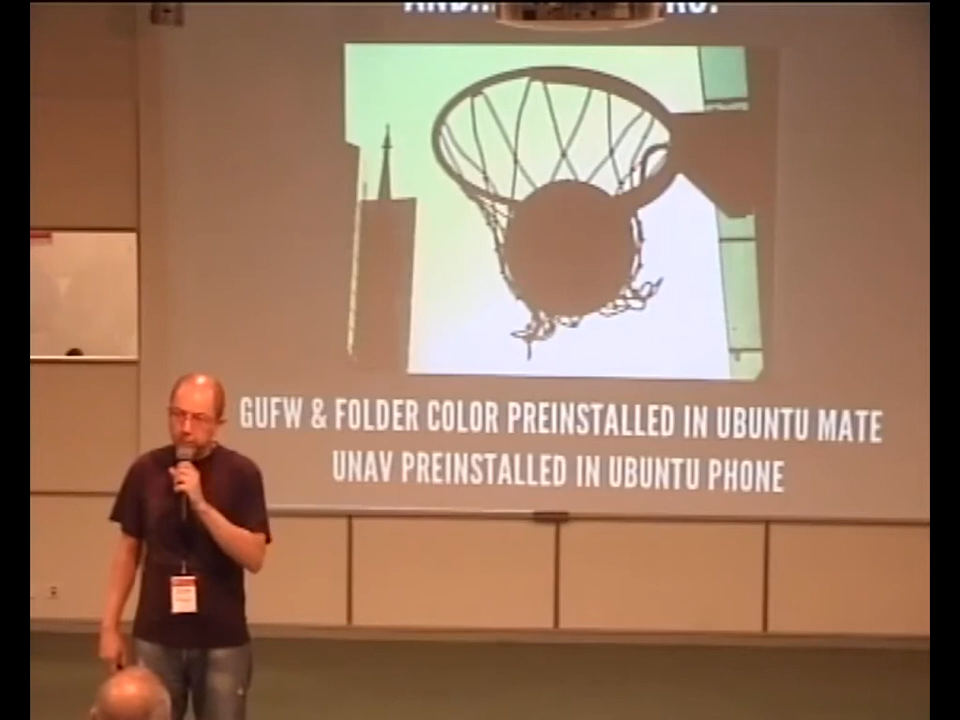 GUFW & FOLDER COLOR PREINSTALLED IN UBUNTU MATE
UNAV PREINSTALLED IN UBUNTU PHONE